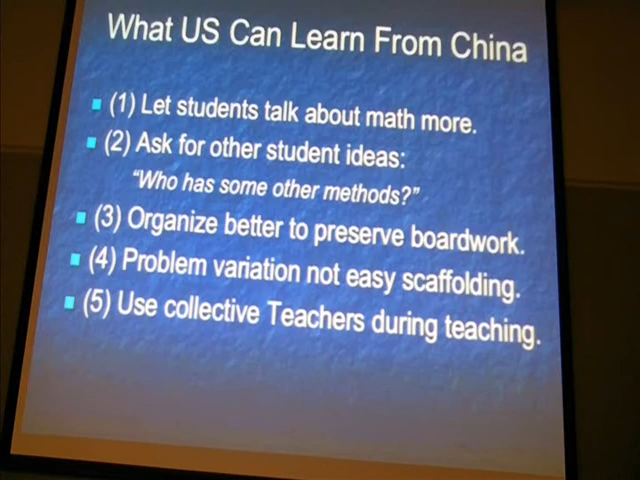 What US Can Learn From China
(1) Let students talk about math more.
(2) Ask for other student ideas:
"Who has some other methods?"
(3) Organize better to preserve boardwork.
(4) Problem variation not easy scaffolding.
(5) Use collective Teachers during teaching.